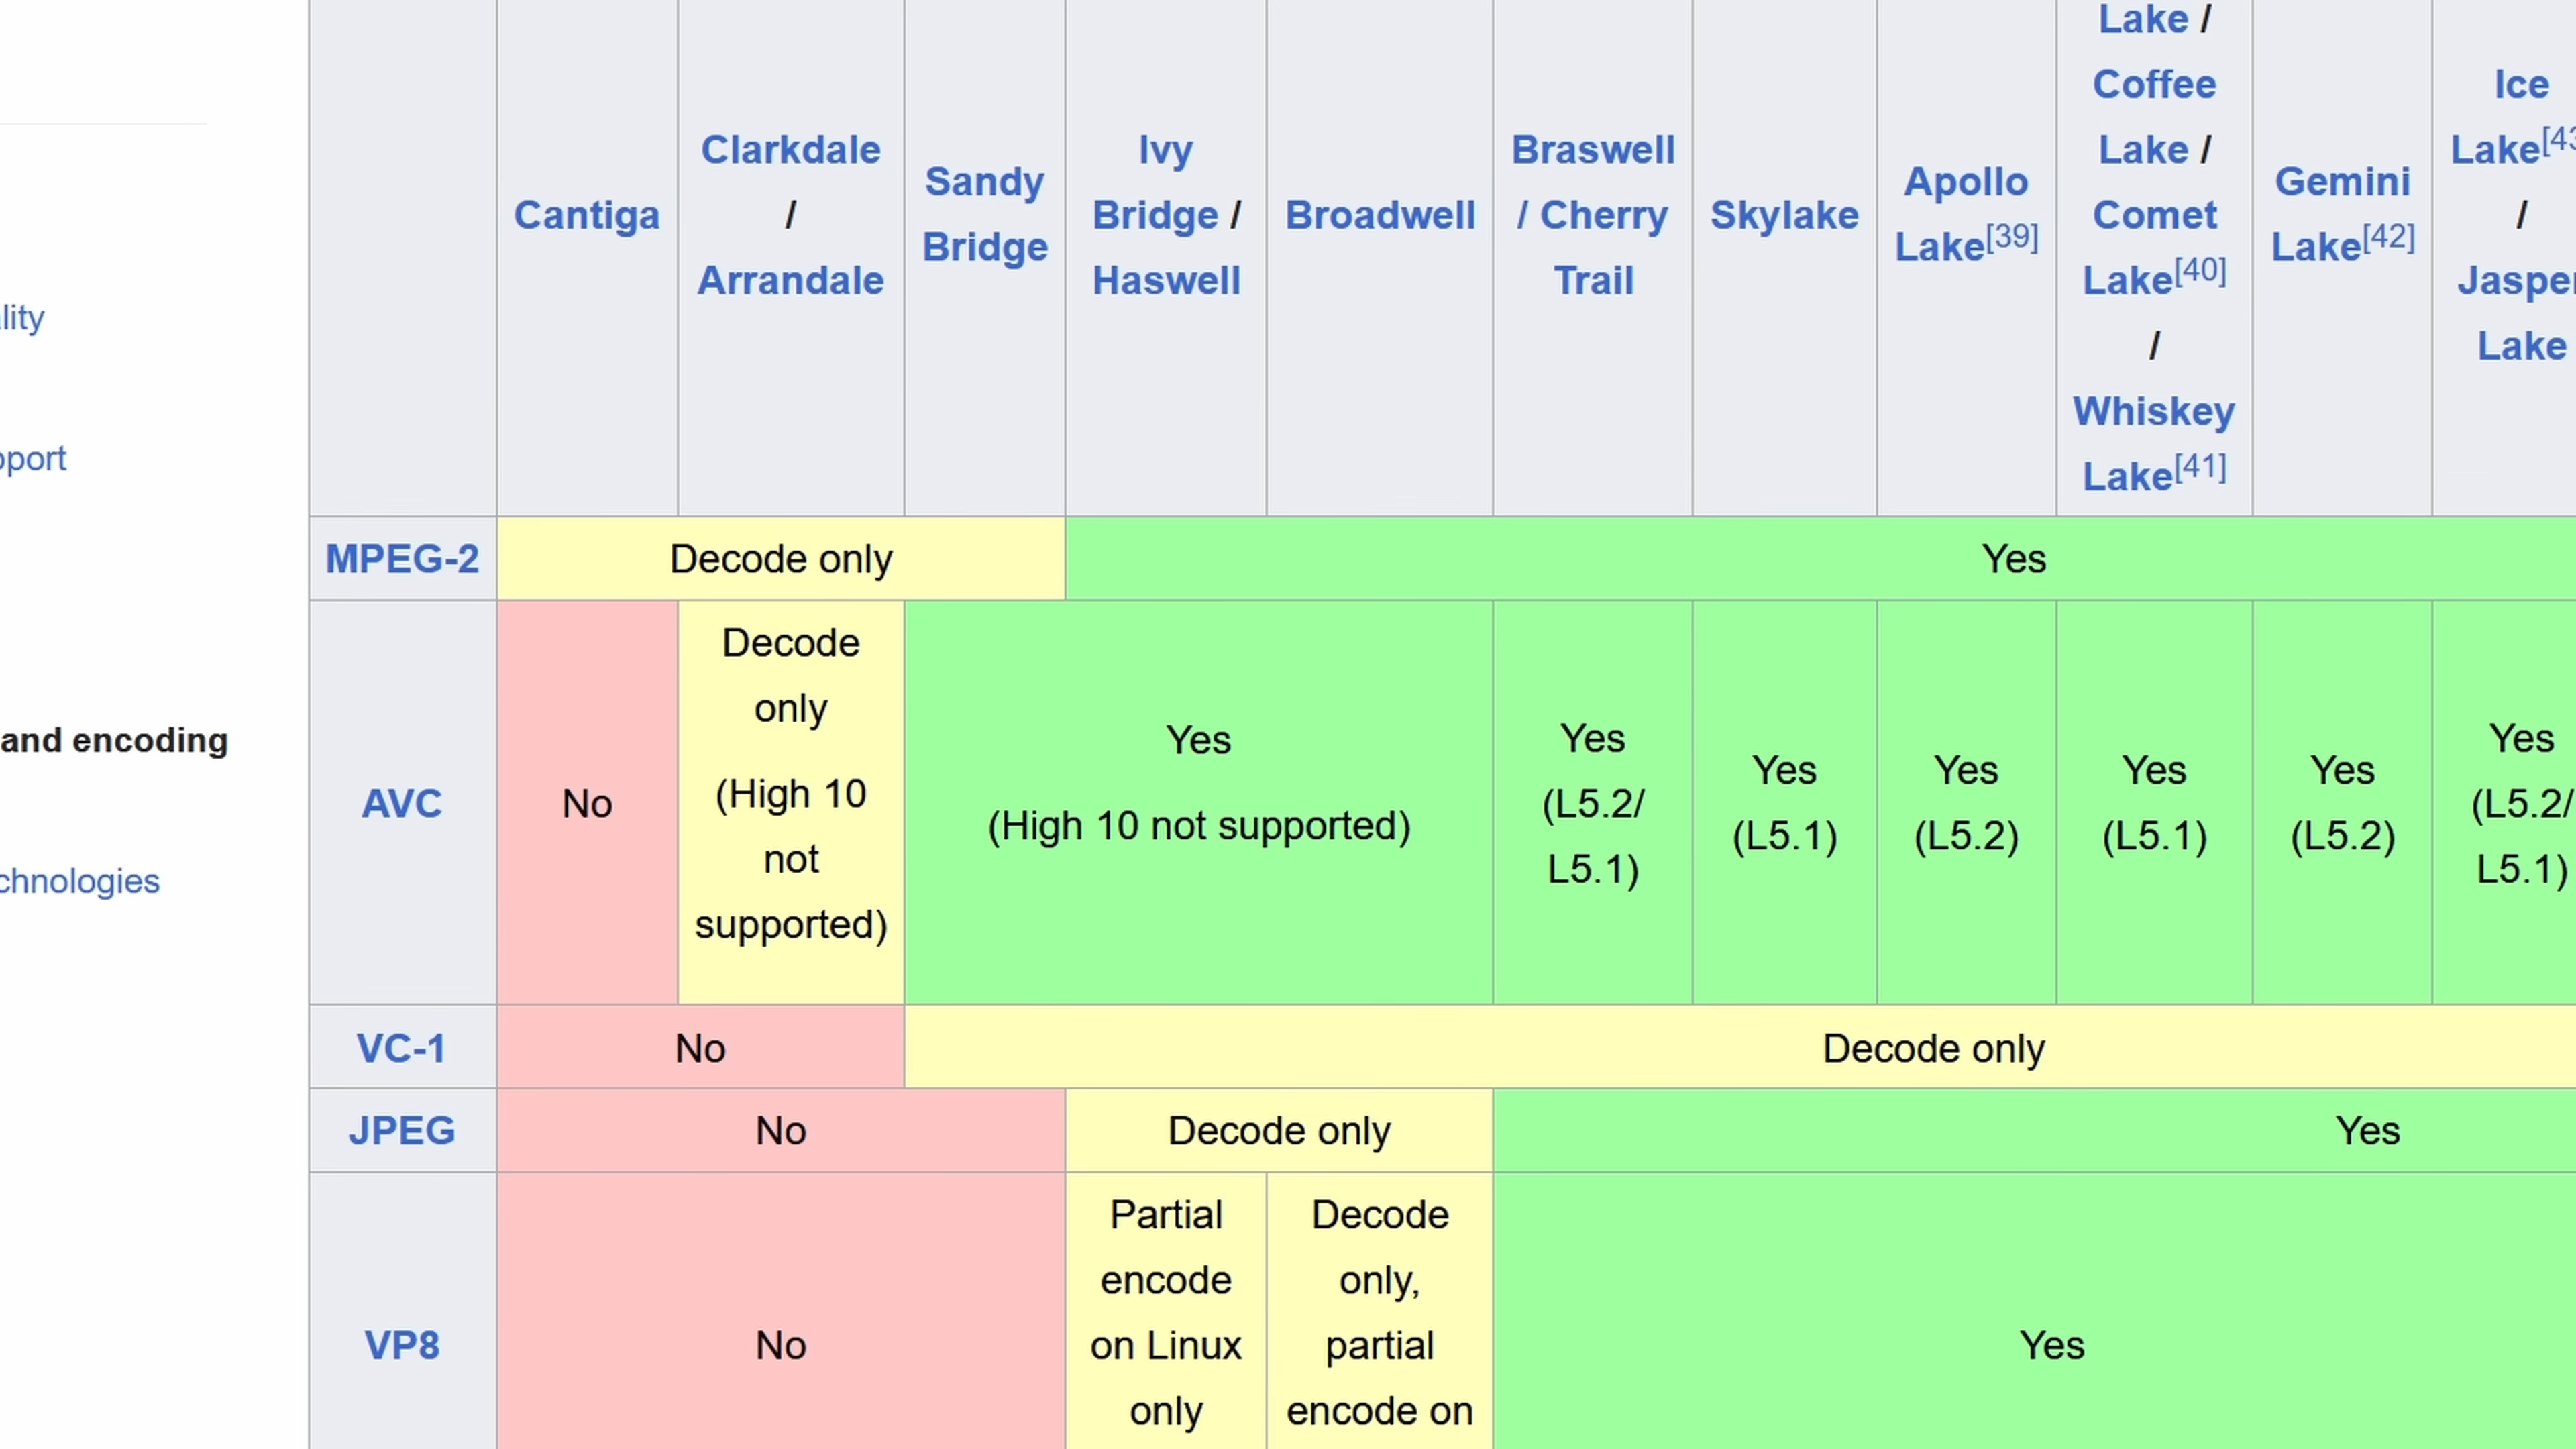 lity
pport
and encoding
chnologies
Cantiga
Clarkdale
/
Arrandale
Sandy
Bridge
Ivy
Bridge /
Haswell
Broadwell
Braswell
/ Cherry
Trail
Skylake
Apollo
Lake[39]
Lake /
Coffee
Lake /
Comet
Lake[40]
/
Whiskey
Lake[41]
Gemini
Lake[42]
Ice
Lake[43
/
Jasper
Lake
MPEG-2
Decode only
Yes
AVC
No
Decode
only
(High 10
not
supported)
Yes
(High 10 not supported)
Yes
(L5.2/
L5.1)
Yes
(L5.1)
Yes
(L5.2)
Yes
(L5.1)
Yes
(L5.2)
Yes
(L5.2/
L5.1)
VC-1
No
Decode only
JPEG
No
Decode only
Yes
VP8
No
Partial
encode
on Linux
only
Decode
only,
partial
encode on
Yes